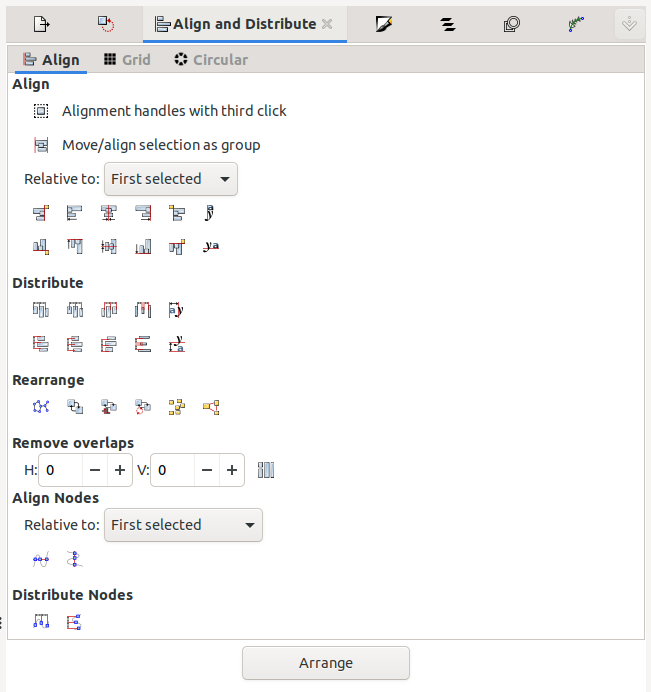 Align and Distribute
Align Grid Circular
Align
Alignment handles with third click
Move/align selection as group
Relative to: First selected
Distribute
Rearrange
Remove overlaps
H: 0 V: 0
Align Nodes
Relative to: First selected
Distribute Nodes
Arrange